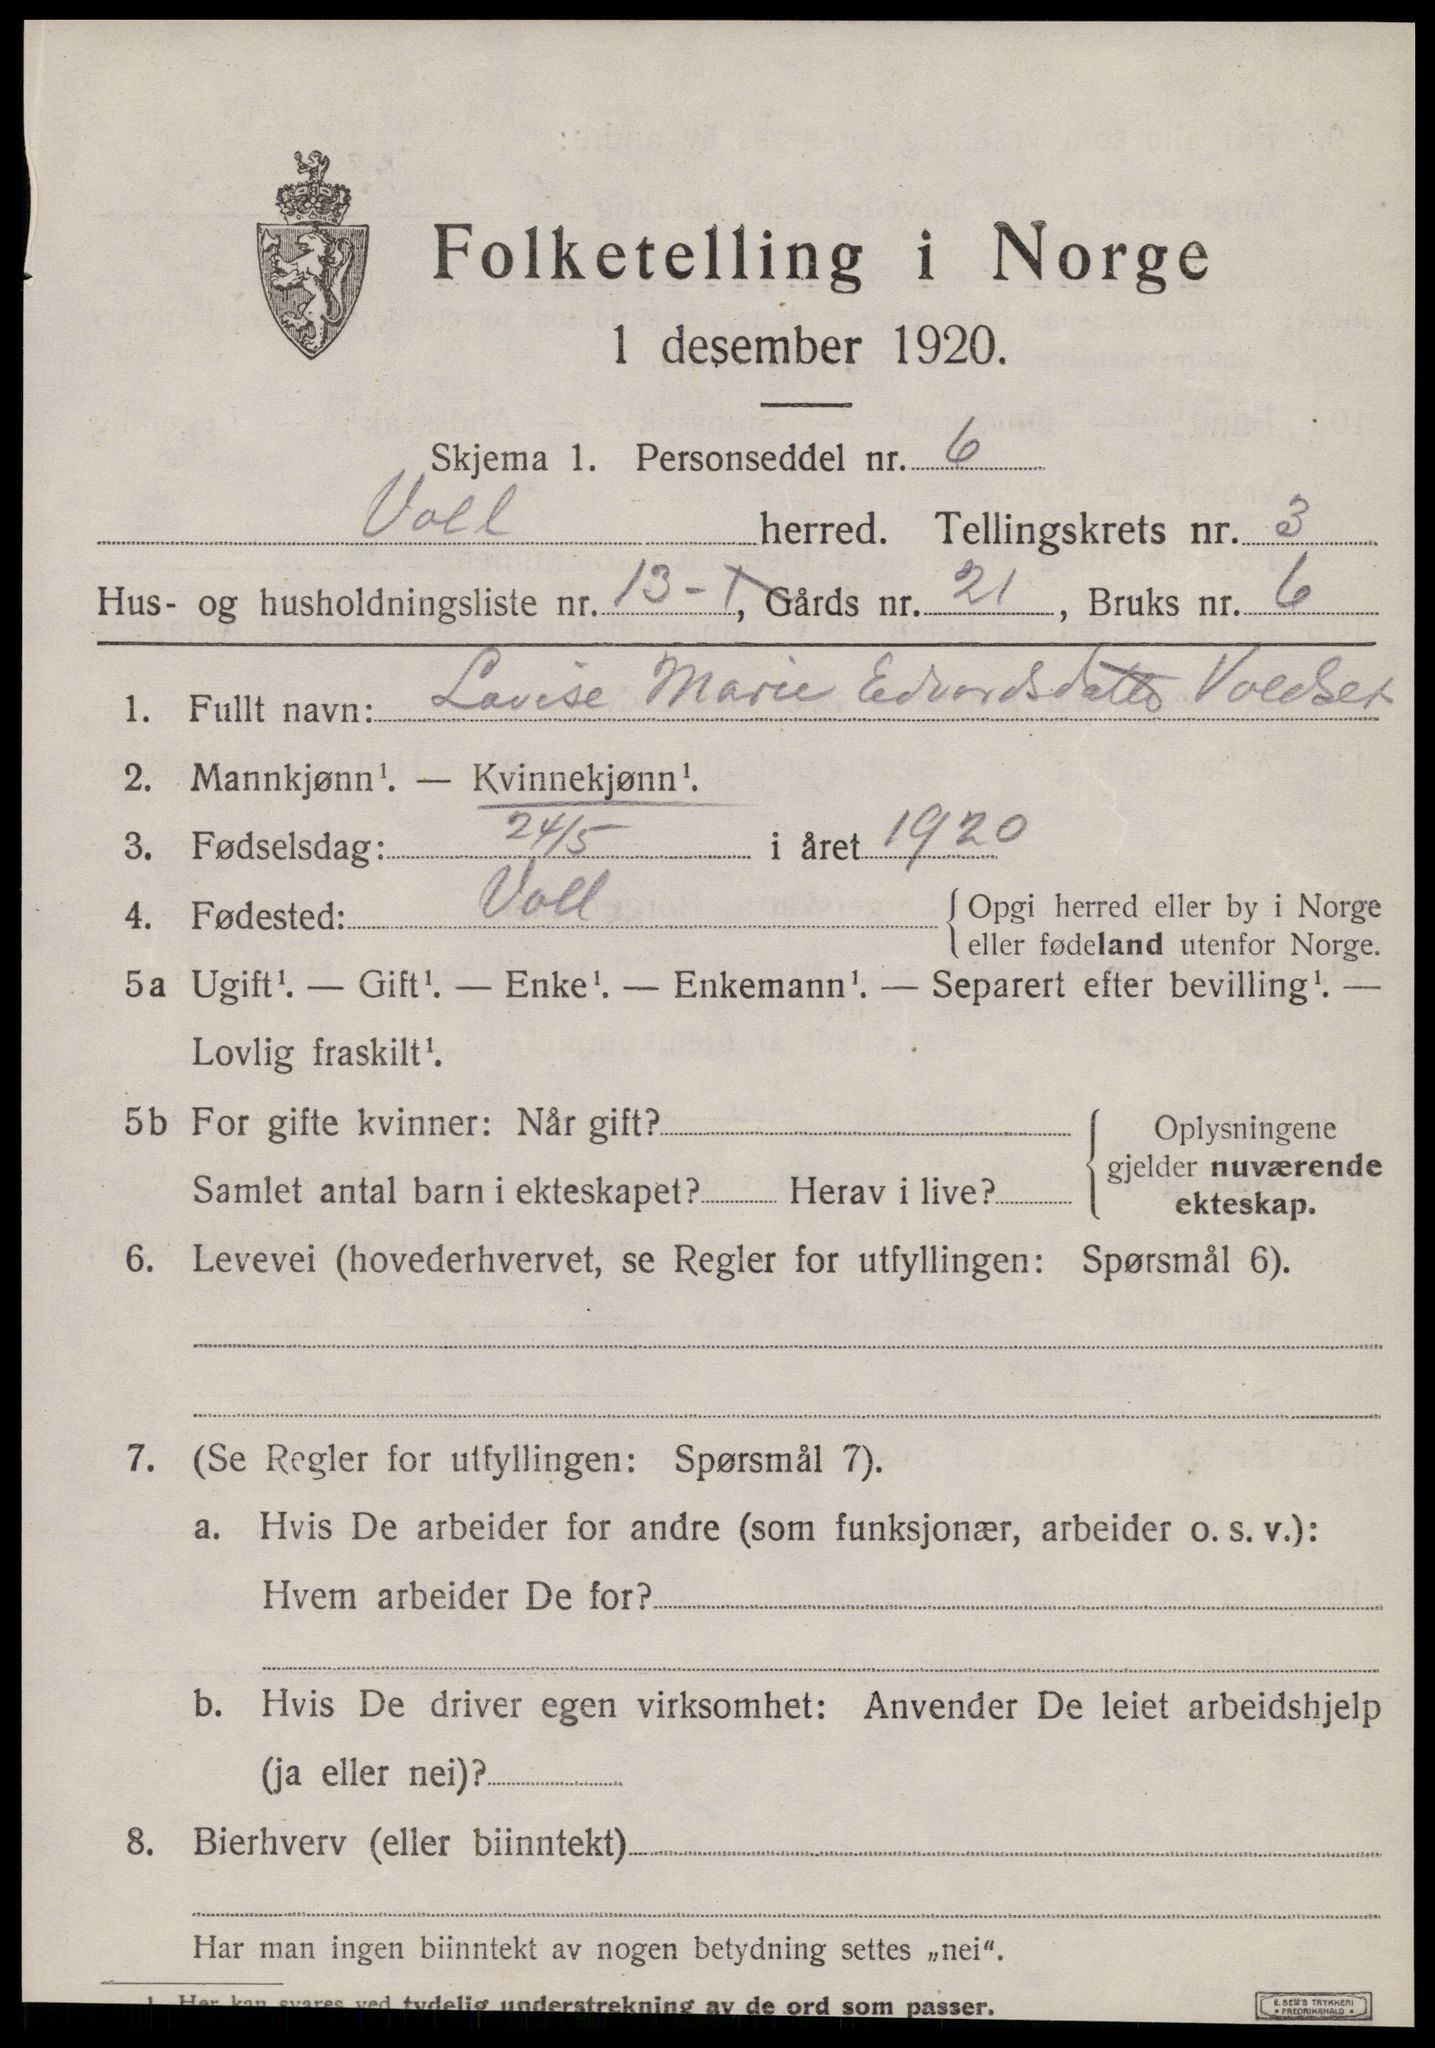 Folketelling i Norge
1 desember 1920.
Skjema 1. Personseddel nr. 6
Voll herred. Tellingskrets nr. 3
Hus- og husholdningsliste nr. 13-1, Gårds nr. 21, Bruks nr. 6
1. Fullt navn: Lovise Marie Edvardsdatter Voldset
2. Mannkjønn¹. — Kvinnekjønn¹.
3. Fødselsdag: 24/5 i året 1920
4. Fødested: Voll { Opgi herred eller by i Norge
eller fødeland utenfor Norge.
5a Ugift¹. — Gift¹. — Enke¹. — Enkemann¹. — Separert efter bevilling¹. —
Lovlig fraskilt¹.
5b For gifte kvinner: Når gift? { Oplysningene
gjelder nuværende
Samlet antal barn i ekteskapet? Herav i live? ekteskap.
6. Levevei (hovederhvervet, se Regler for utfyllingen: Spørsmål 6).
7. (Se Regler for utfyllingen: Spørsmål 7).
a. Hvis De arbeider for andre (som funksjonær, arbeider o. s. v.):
Hvem arbeider De for?
b. Hvis De driver egen virksomhet: Anvender De leiet arbeidshjelp
(ja eller nei)?
8. Bierhverv (eller biinntekt)
Har man ingen biinntekt av nogen betydning settes „nei“.
1 Her kan svares ved tydelig understrekning av de ord som passer.
E. SEM'S TRYKKERI
• FREDRIKSHALD •